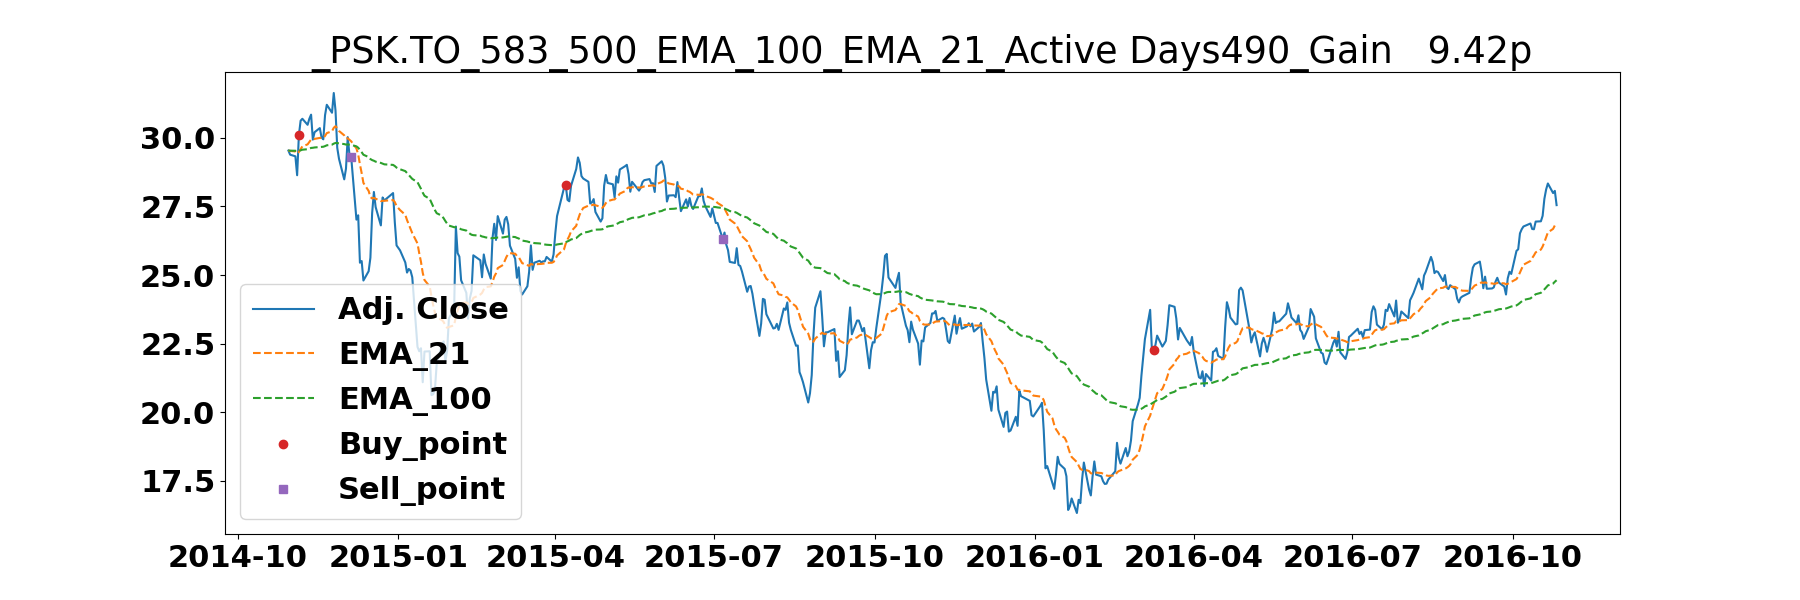 _PSK.TO_583_500_EMA_100_EMA_21_Active Days490_Gain   9.42p
30.0
27.5
25.0
22.5
20.0
17.5
Adj. Close
EMA_21
EMA_100
Buy_point
Sell_point
2014-10 2015-01 2015-04 2015-07 2015-10 2016-01 2016-04 2016-07 2016-10